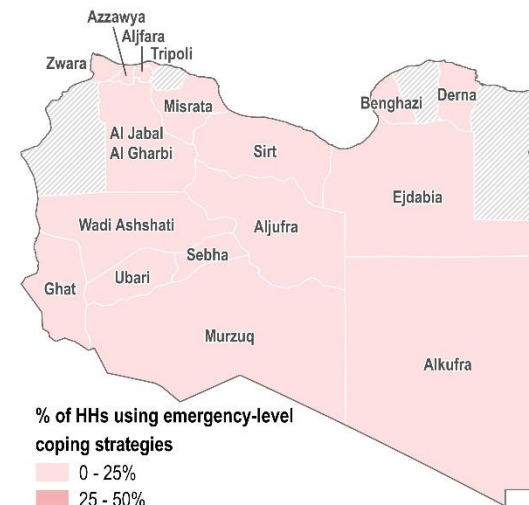 Azzawya
Aljfara
Tripoli
Zwara
Misrata
Benghazi
Derna
Al Jabal
Al Gharbi
Sirt
Ejdabia
Wadi Ashshati
Aljufra
Sebha
Ghat
Ubari
Murzuq
Alkufra
% of HHs using emergency-level
coping strategies
0 - 25%
25 - 50%